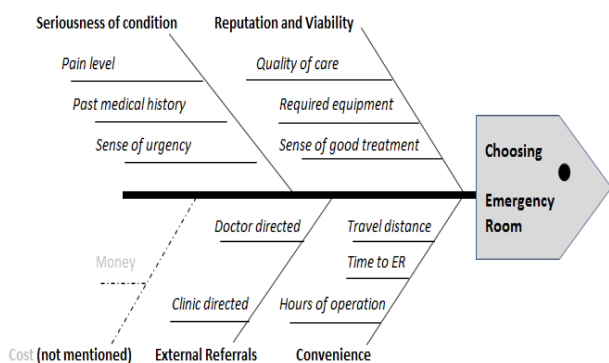 Seriousness of condition
Pain level
Past medical history
Sense of urgency
Reputation and Viability
Quality of care
Required equipment
Sense of good treatment
Choosing
Emergency
Room
Money
Cost (not mentioned)
Doctor directed
Clinic directed
External Referrals
Travel distance
Time to ER
Hours of operation
Convenience